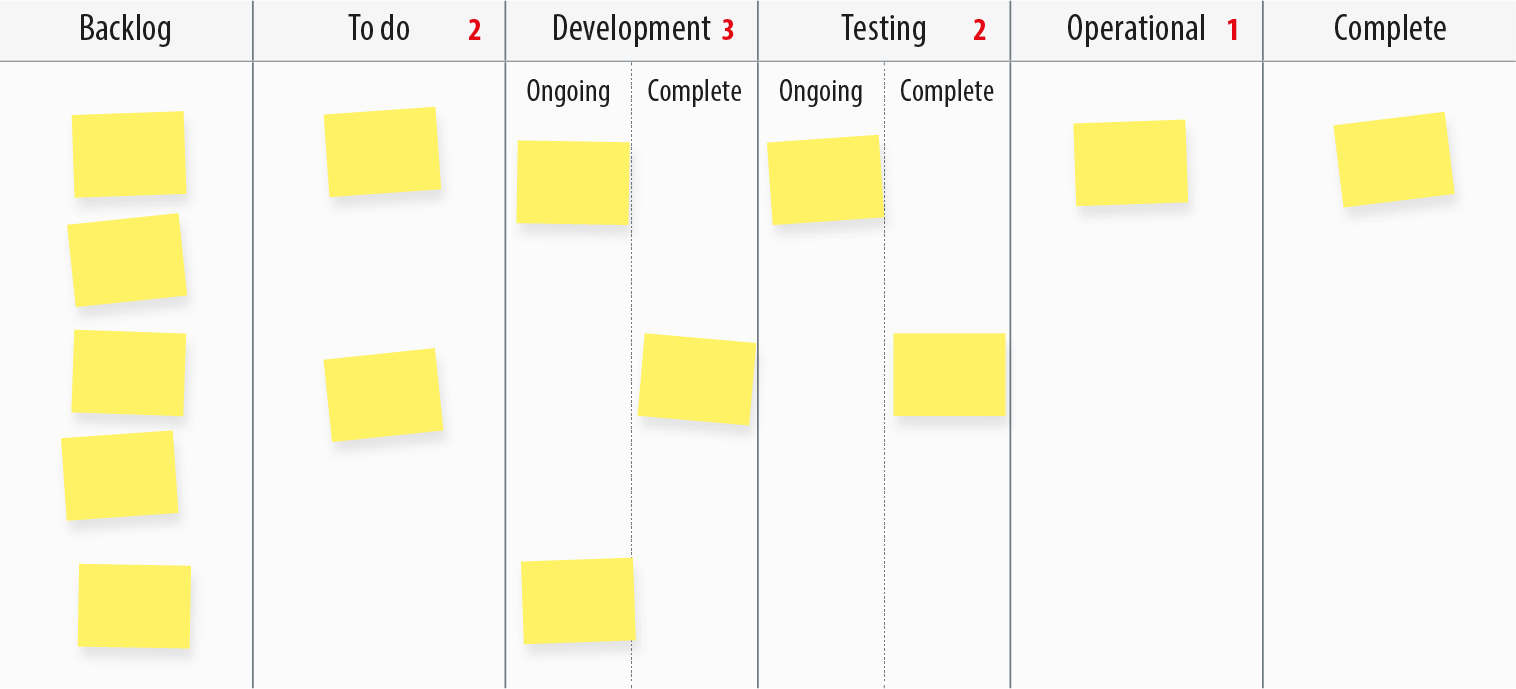 Backlog To do 2 Development 3 Testing 2 Operational 1 Complete
Ongoing Complete Ongoing Complete